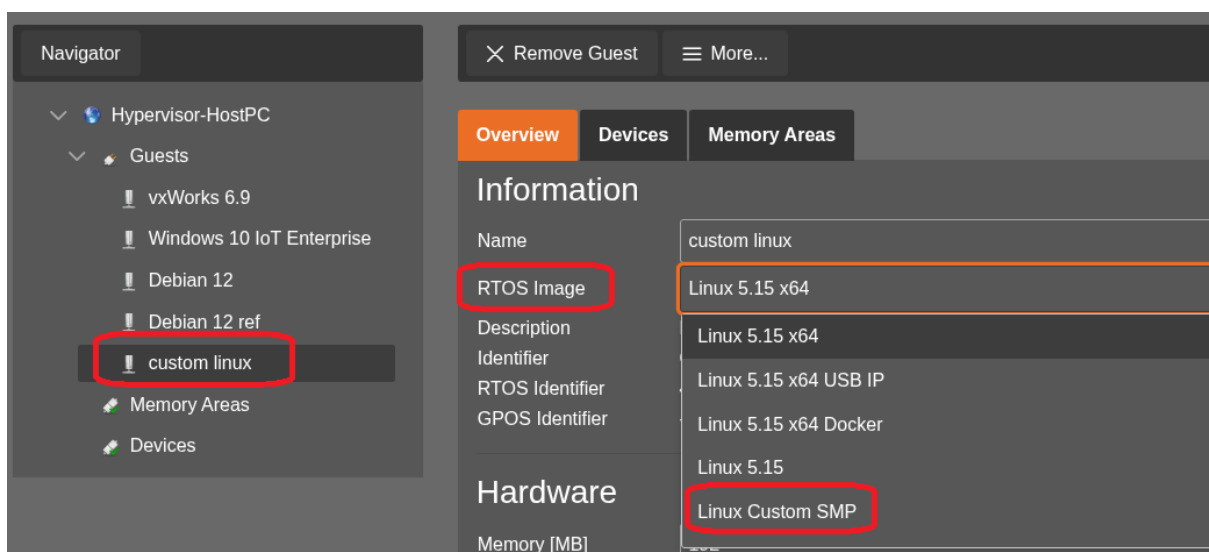 Navigator
Remove Guest
More...
Hypervisor-HostPC
Guests
vxWorks 6.9
Windows 10 IoT Enterprise
Debian 12
Debian 12 ref
custom linux
Memory Areas
Devices
Overview
Devices
Memory Areas
Information
Name
custom linux
RTOS Image
Linux 5.15 x64
Description
Identifier
RTOS Identifier
GPOS Identifier
Linux 5.15 x64
Linux 5.15 x64 USB IP
Linux 5.15 x64 Docker
Linux 5.15
Linux Custom SMP
Hardware
Memory [MB]